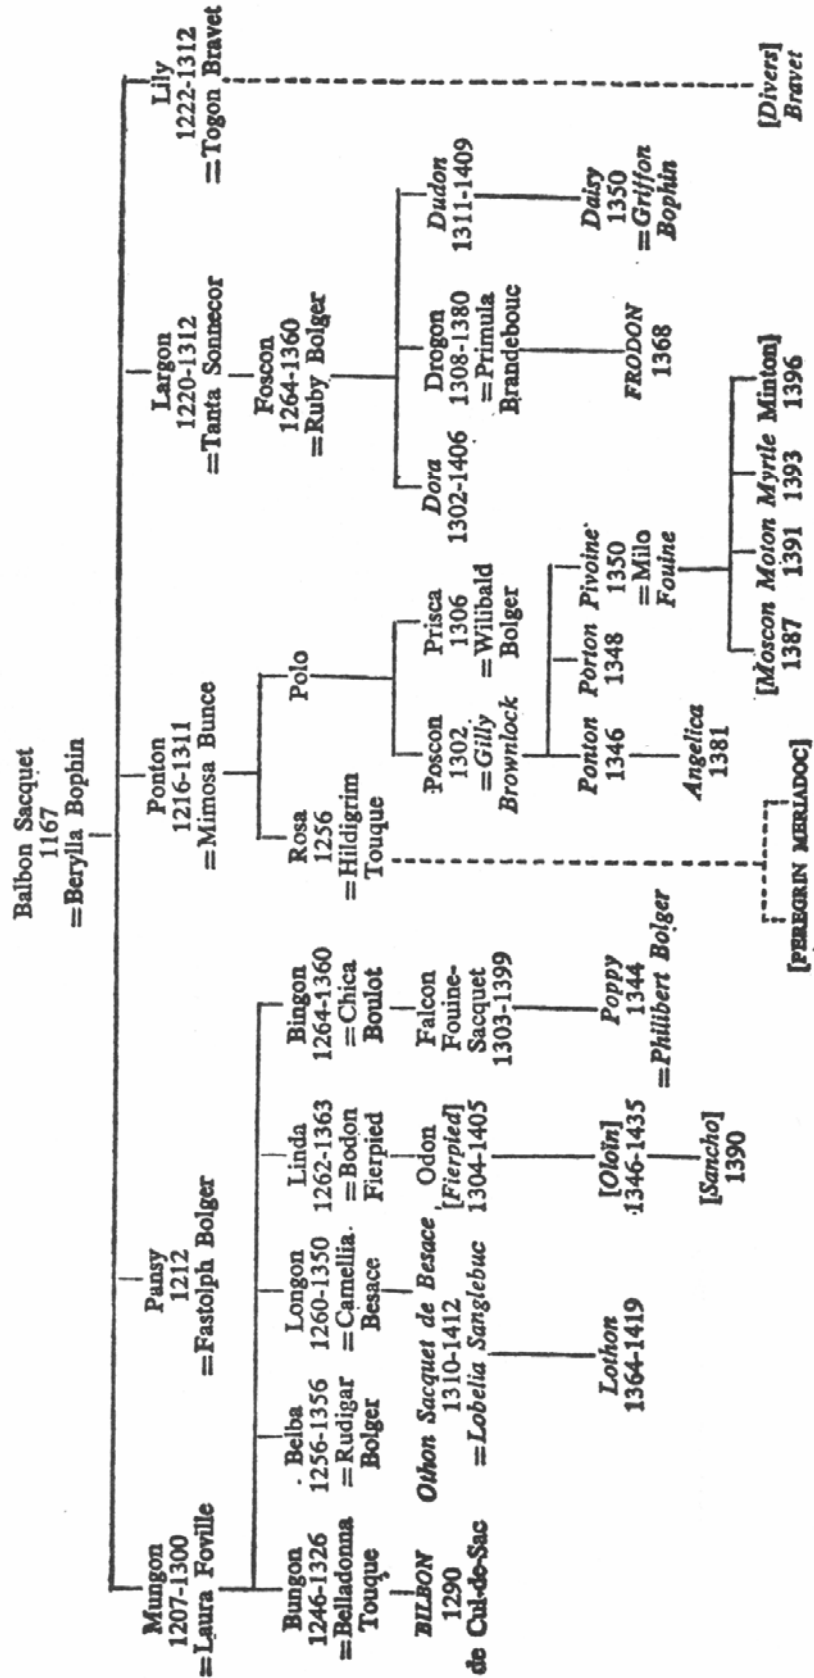 Balbon Sacquet
1167
=Berylla Bophin
Mungon
1207-1300
=Laura Foville
Pansy
1212
=Fastolph Bolger
Ponton
1216-1311
=Mimosa Bunce
Largon
1220-1312
=Tanta Sonnecor
Lily
1222-1312
=Togon Bravet
Bungon
1246-1326
=Belladonna
Touque
Belba
1256-1356
=Rudigar
Bolger
Longon
1260-1350
=Camellia
Besace
Linda
1262-1363
=Bodon
Fierpied
Bingon
1264-1360
=Chica
Boulot
Rosa
1256
=Hildigrim
Touque
Polo
Foscon
1264-1360
=Ruby Bolger
BILBON
1290
de Cul-de-Sac
Othon Sacquet de Besace
1310-1412
=Lobelia Sanglebuc
Odon
[Fierpied]
1304-1405
Falcon
Fouine-
Sacquet
1303-1399
Poscon
1302
=Gilly
Brownlock
Prisca
1306
=Wilibald
Bolger
Dora
1302-1406
Drogon
1308-1380
=Primula
Brandebouc
Dudon
1311-1409
Lothon
1364-1419
[Oloïn]
1346-1435
Poppy
1344
=Philibert Bolger
Ponton
1346
Porton
1348
Pivoine
1350
=Milo
Fouine
FRODON
1368
Daisy
1350
=Griffon
Bophin
[Sancho]
1390
Angelica
1381
[Moscon Moton Myrtle Minton]
1387 1391 1393 1396
[PEREGRIN MERIADOC]
[Divers]
Bravet